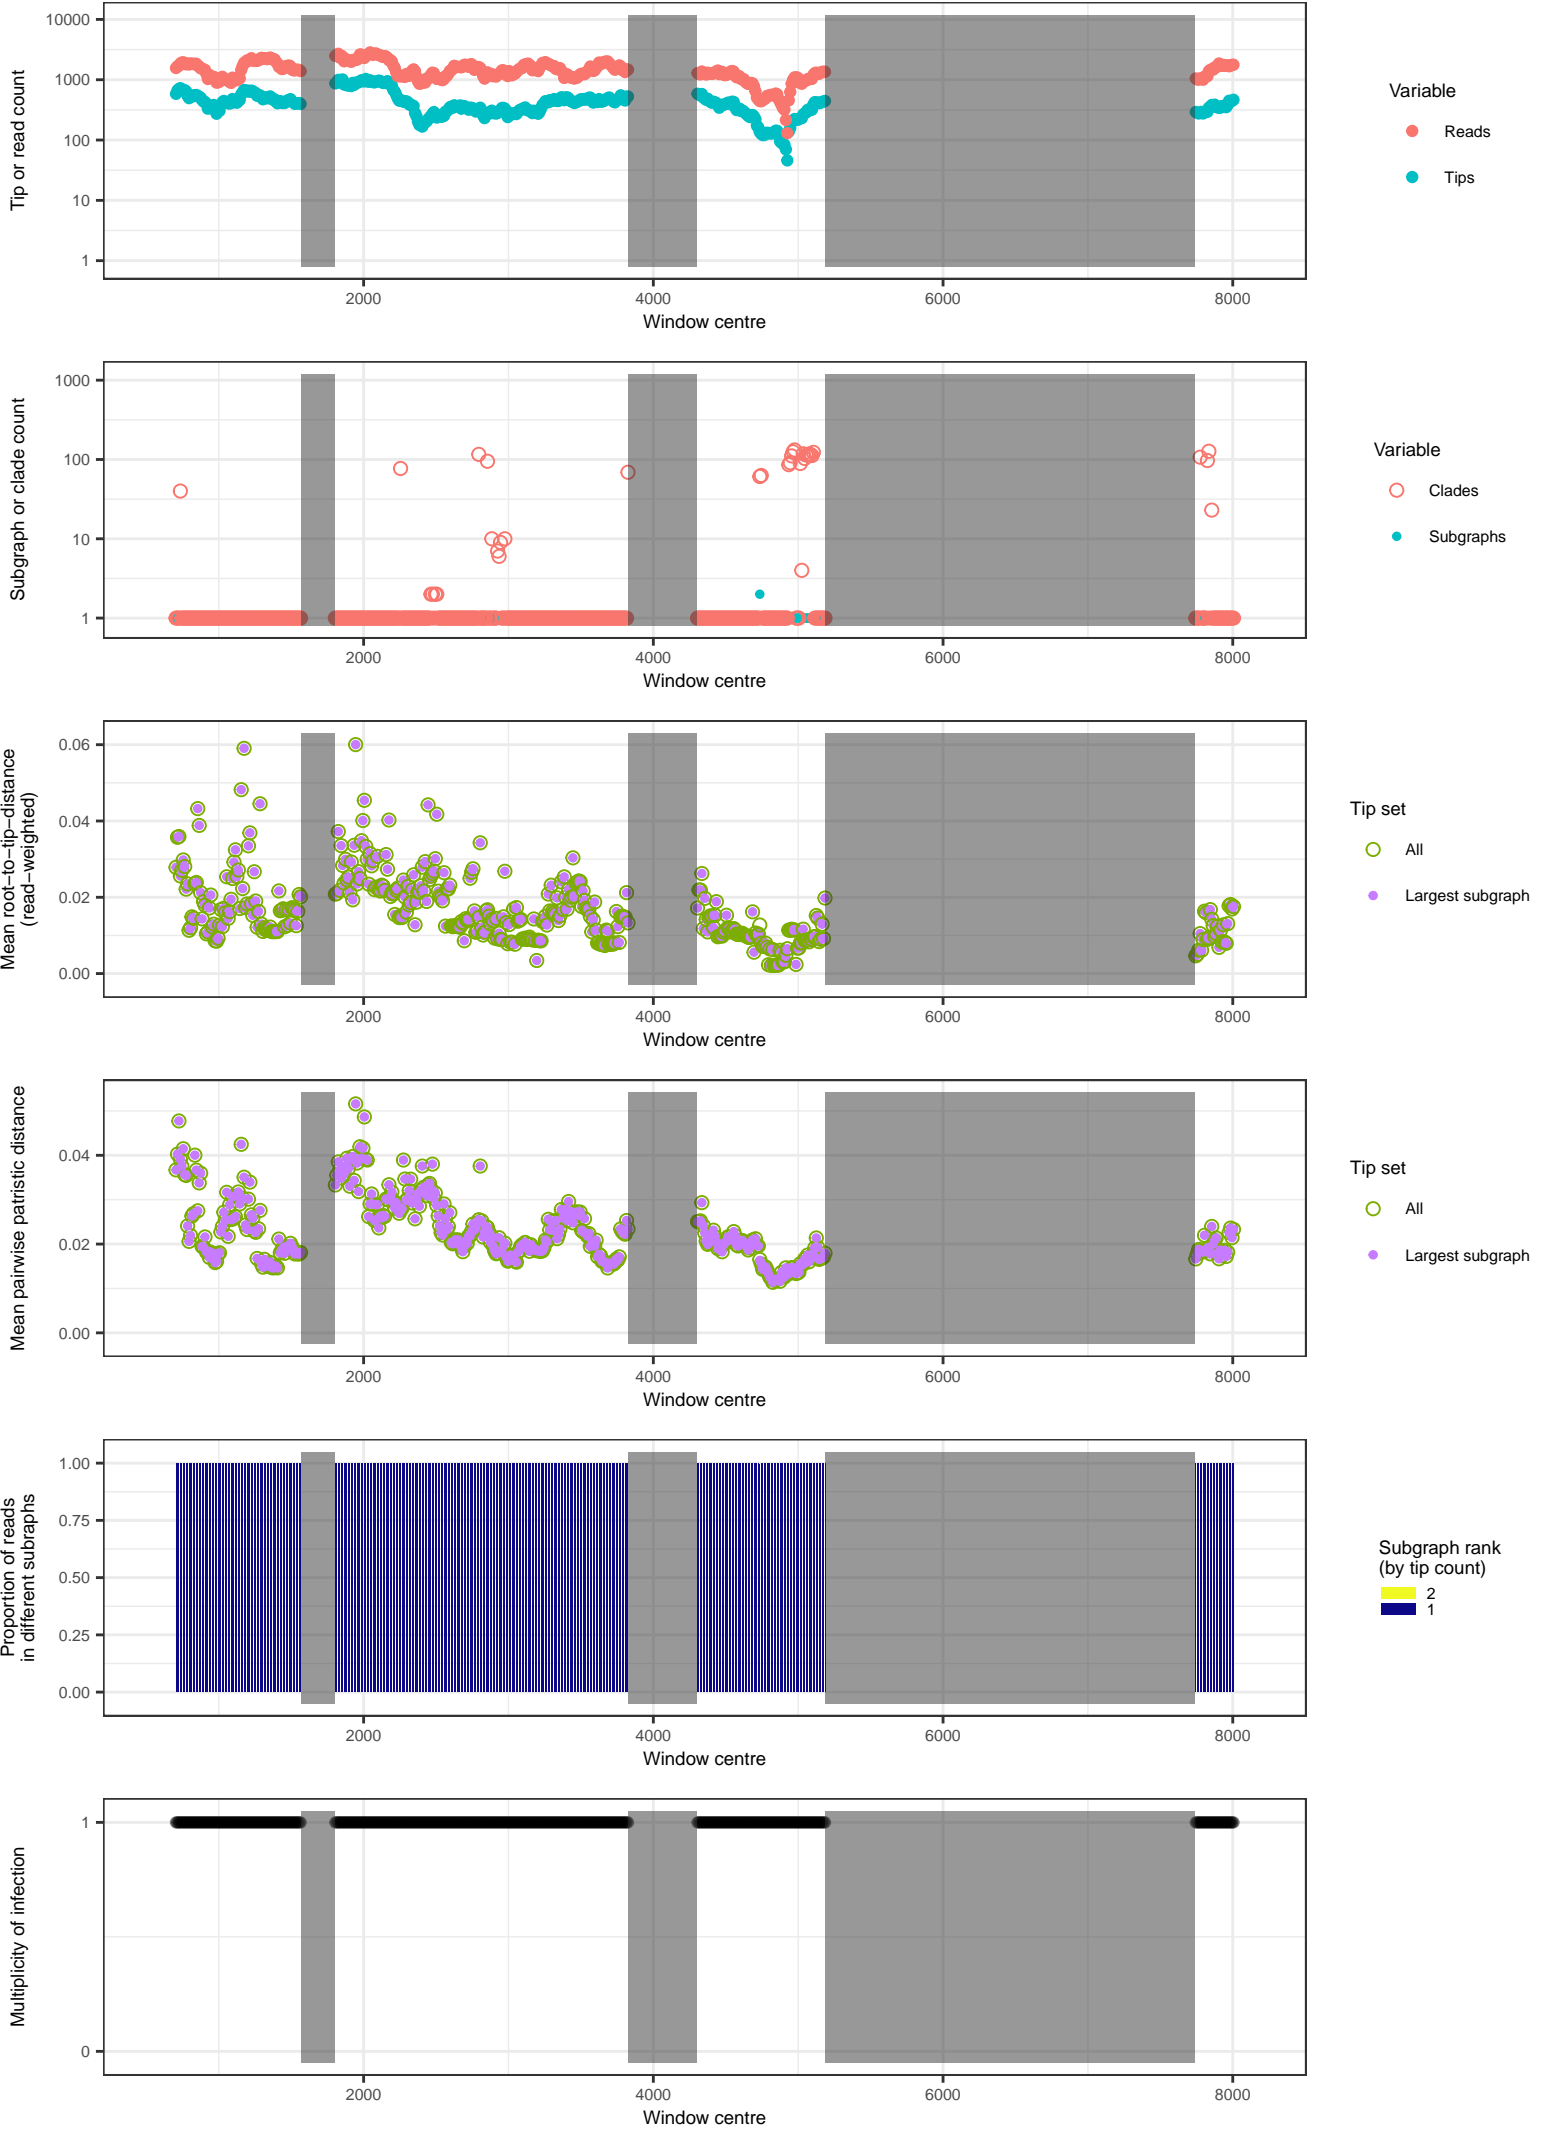 10000
1000
100
10
1
Tip or read count
2000
4000
6000
8000
Window centre
Variable
Reads
Tips
1000
100
10
1
Subgraph or clade count
2000
4000
6000
8000
Window centre
Variable
Clades
Subgraphs
0.06
0.04
0.02
0.00
Mean root−to−tip−distance
(read−weighted)
2000
4000
6000
8000
Window centre
Tip set
All
Largest subgraph
0.04
0.02
0.00
Mean pairwise patristic distance
2000
4000
6000
8000
Window centre
Tip set
All
Largest subgraph
1.00
0.75
0.50
0.25
0.00
Proportion of reads
in different subraphs
2000
4000
6000
8000
Window centre
Subgraph rank
(by tip count)
2
1
1
0
Multiplicity of infection
2000
4000
6000
8000
Window centre